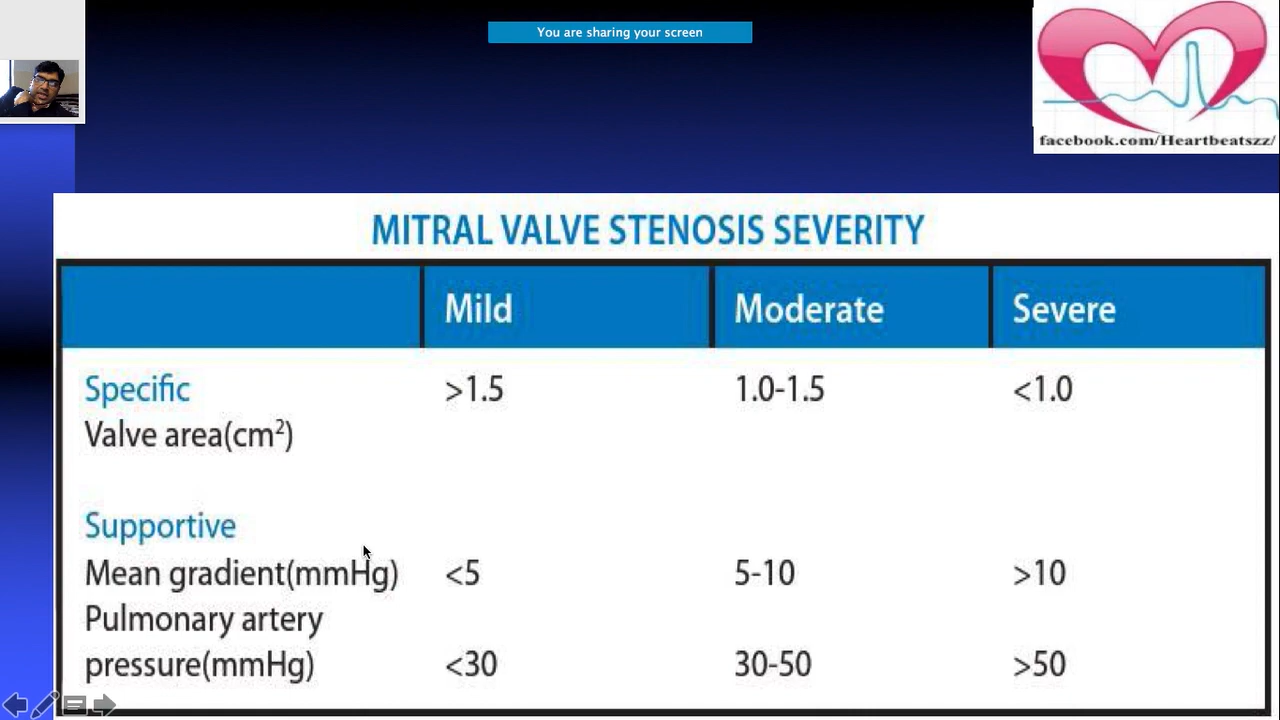 You are sharing your screen
facebook.com/Heartbeatszz/
MITRAL VALVE STENOSIS SEVERITY
Mild Moderate Severe
Specific >1.5 1.0-1.5 <1.0
Valve area(cm²)
Supportive
Mean gradient(mmHg) <5 5-10 >10
Pulmonary artery
pressure(mmHg) <30 30-50 >50